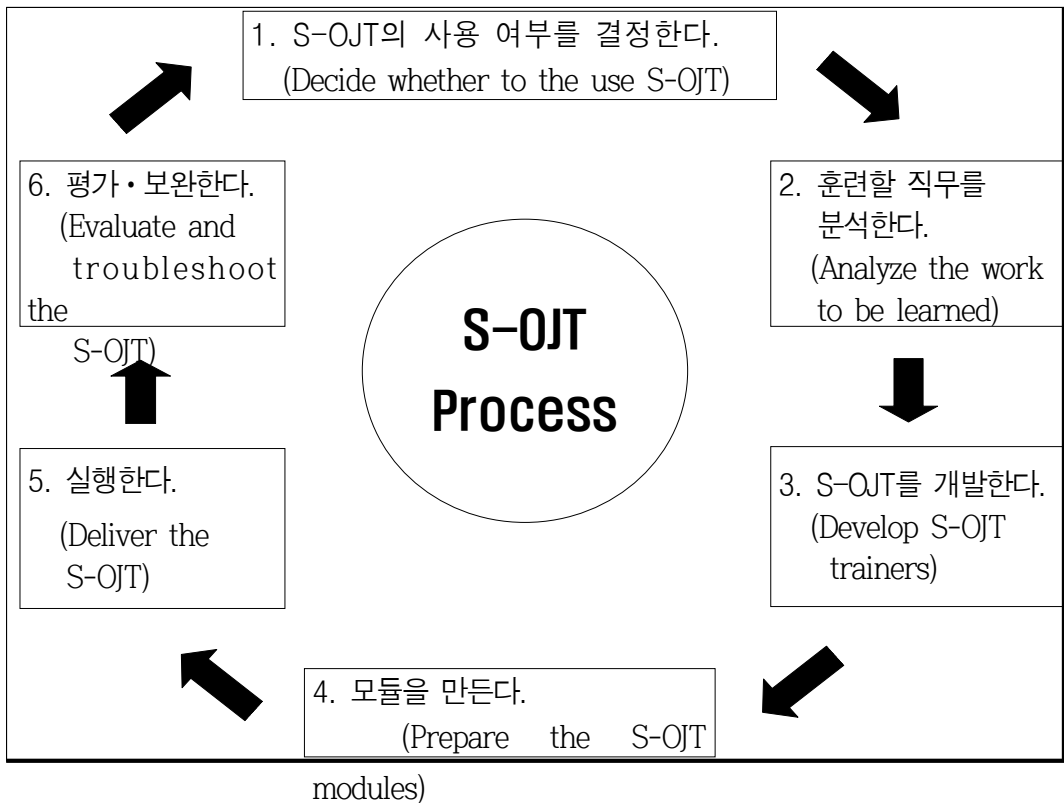 1. S-OJT의 사용 여부를 결정한다.
(Decide whether to the use S-OJT)
2. 훈련할 직무를
분석한다.
(Analyze the work
to be learned)
3. S-OJT를 개발한다.
(Develop S-OJT
trainers)
4. 모듈을 만든다.
(Prepare the S-OJT
modules)
5. 실행한다.
(Deliver the
S-OJT)
6. 평가·보완한다.
(Evaluate and
troubleshoot
the
S-OJT)
S-OJT
Process